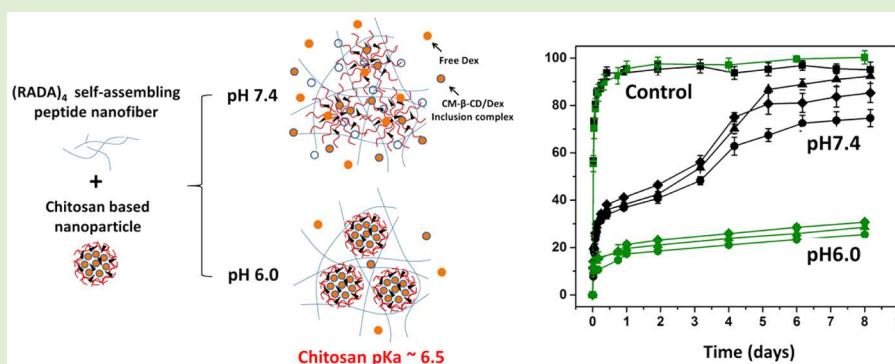 (RADA)4 self-assembling
peptide nanofiber
+
Chitosan based
nanoparticle
pH 7.4
pH 6.0
Free Dex
CM-β-CD/Dex
Inclusion complex
Chitosan pKa ~ 6.5
100
80
60
40
20
0
Control
pH7.4
pH6.0
0 1 2 3 4 5 6 7 8
Time (days)